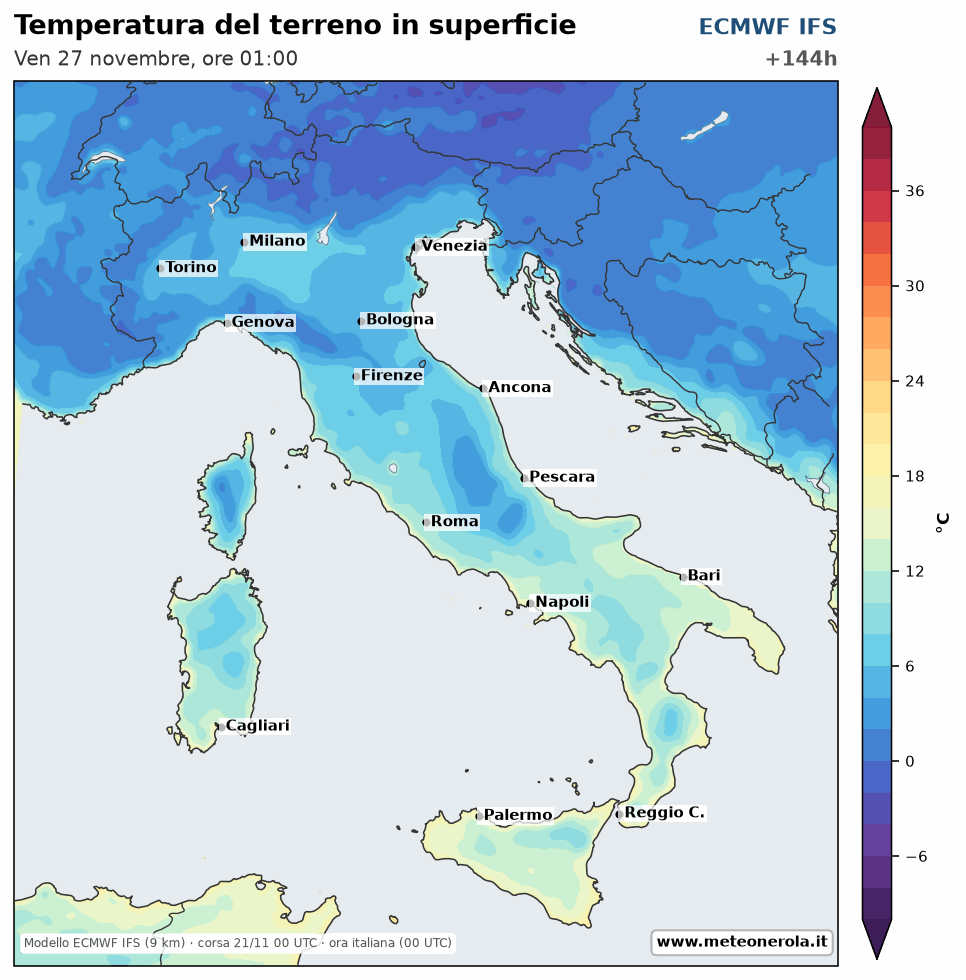 Temperatura del terreno in superficie
ECMWF IFS
Ven 27 novembre, ore 01:00
+144h
Milano
Venezia
Torino
Genova
Bologna
Firenze
Ancona
Pescara
Roma
Bari
Napoli
Cagliari
Palermo
Reggio C.
36
30
24
18
12
6
0
−6
°C
Modello ECMWF IFS (9 km) · corsa 21/11 00 UTC · ora italiana (00 UTC)
www.meteonerola.it